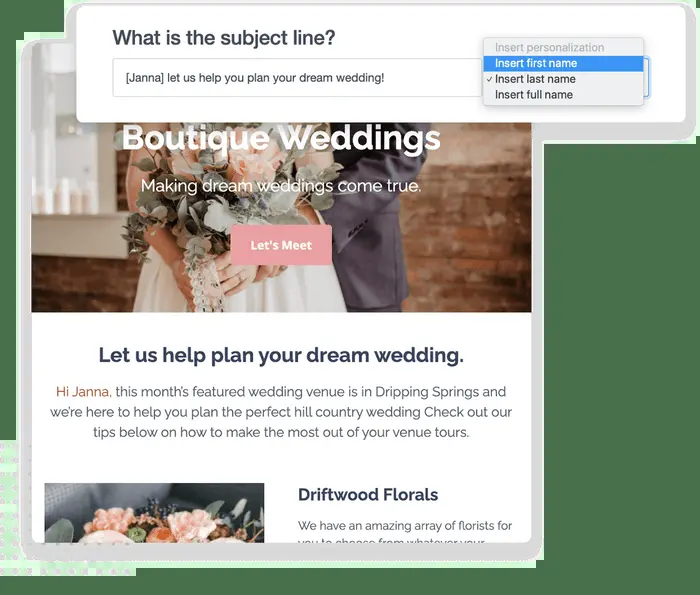 What is the subject line?
[Janna] let us help you plan your dream wedding!
Insert personalization
Insert first name
✓ Insert last name
Insert full name
Boutique Weddings
Making dream weddings come true.
Let's Meet
Let us help plan your dream wedding.
Hi Janna, this month's featured wedding venue is in Dripping Springs and
we're here to help you plan the perfect hill country wedding Check out our
tips below on how to make the most out of your venue tours.
Driftwood Florals
We have an amazing array of florists for
you to choose from whatever your